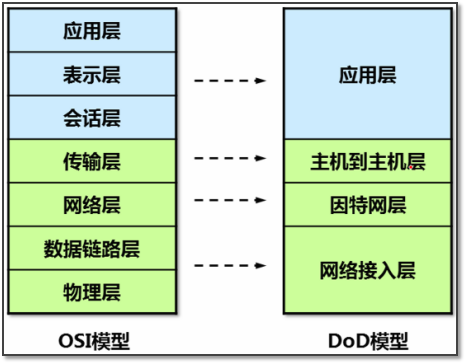 应用层
表示层
会话层
传输层
网络层
数据链路层
物理层
OSI模型
应用层
主机到主机层
因特网层
网络接入层
DoD模型